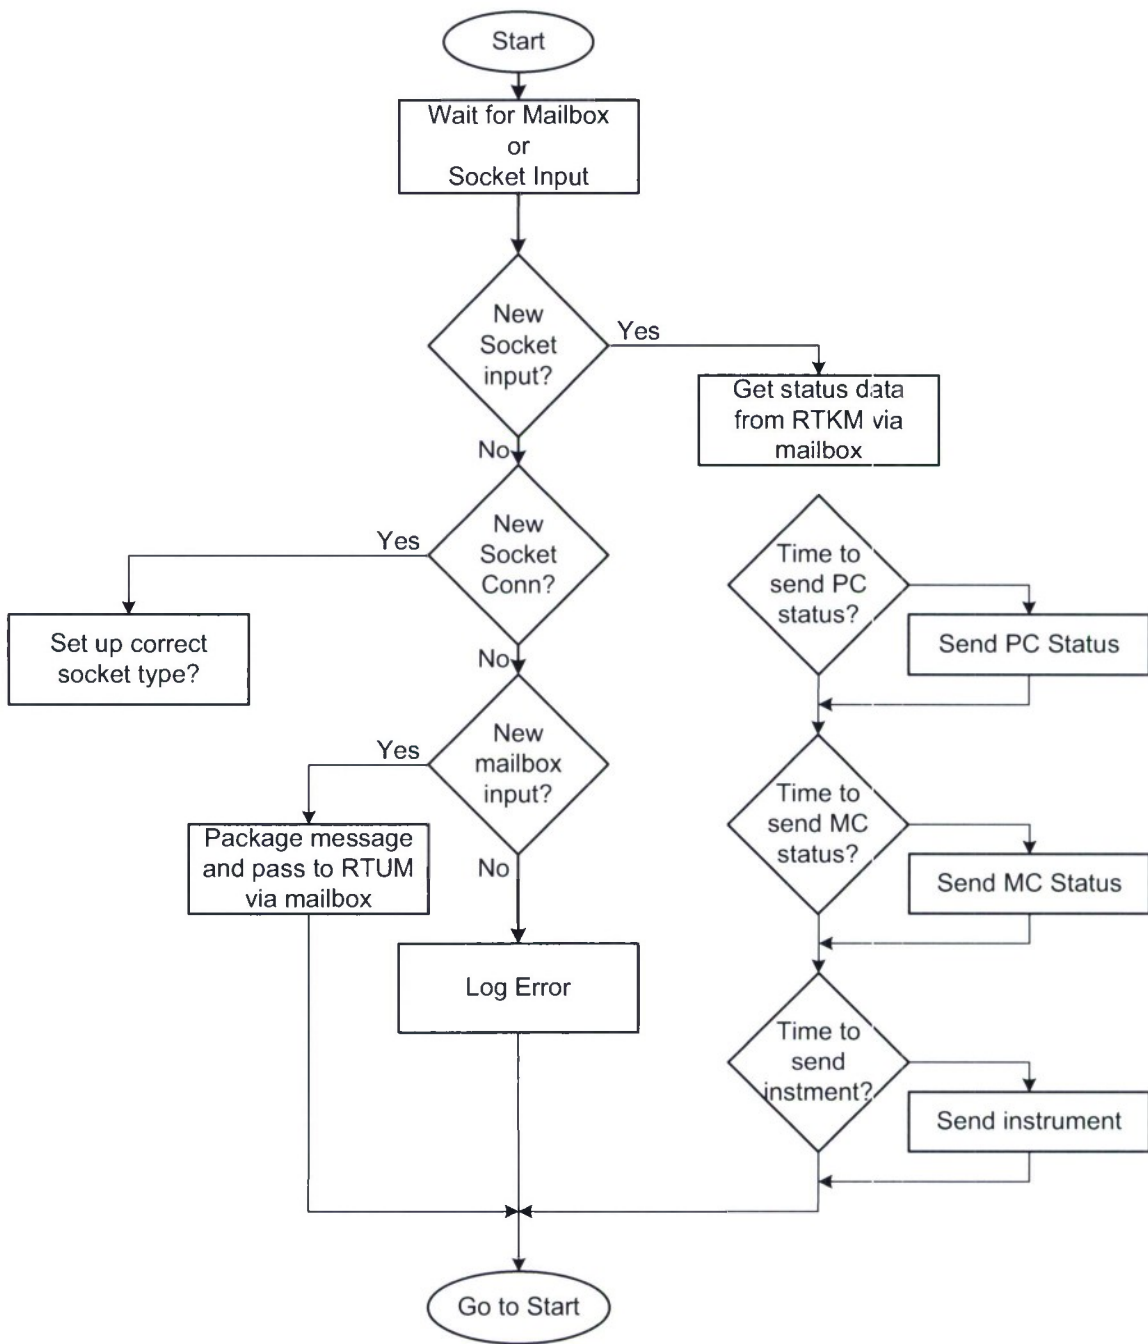 Start
Wait for Mailbox
or
Socket Input
New
Socket
input?
Yes
Get status data
from RTKM via
mailbox
No
New
Socket
Conn?
Yes
Set up correct
socket type?
No
New
mailbox
input?
Yes
Package message
and pass to RTUM
via mailbox
No
Log Error
Time to
send PC
status?
Send PC Status
Time to
send MC
status?
Send MC Status
Time to
send
instment?
Send instrument
Go to Start